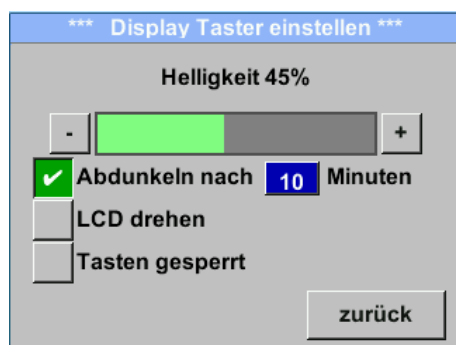 *** Display Taster einstellen ***
Helligkeit 45%
- +
Abdunkeln nach 10 Minuten
LCD drehen
Tasten gesperrt
zurück